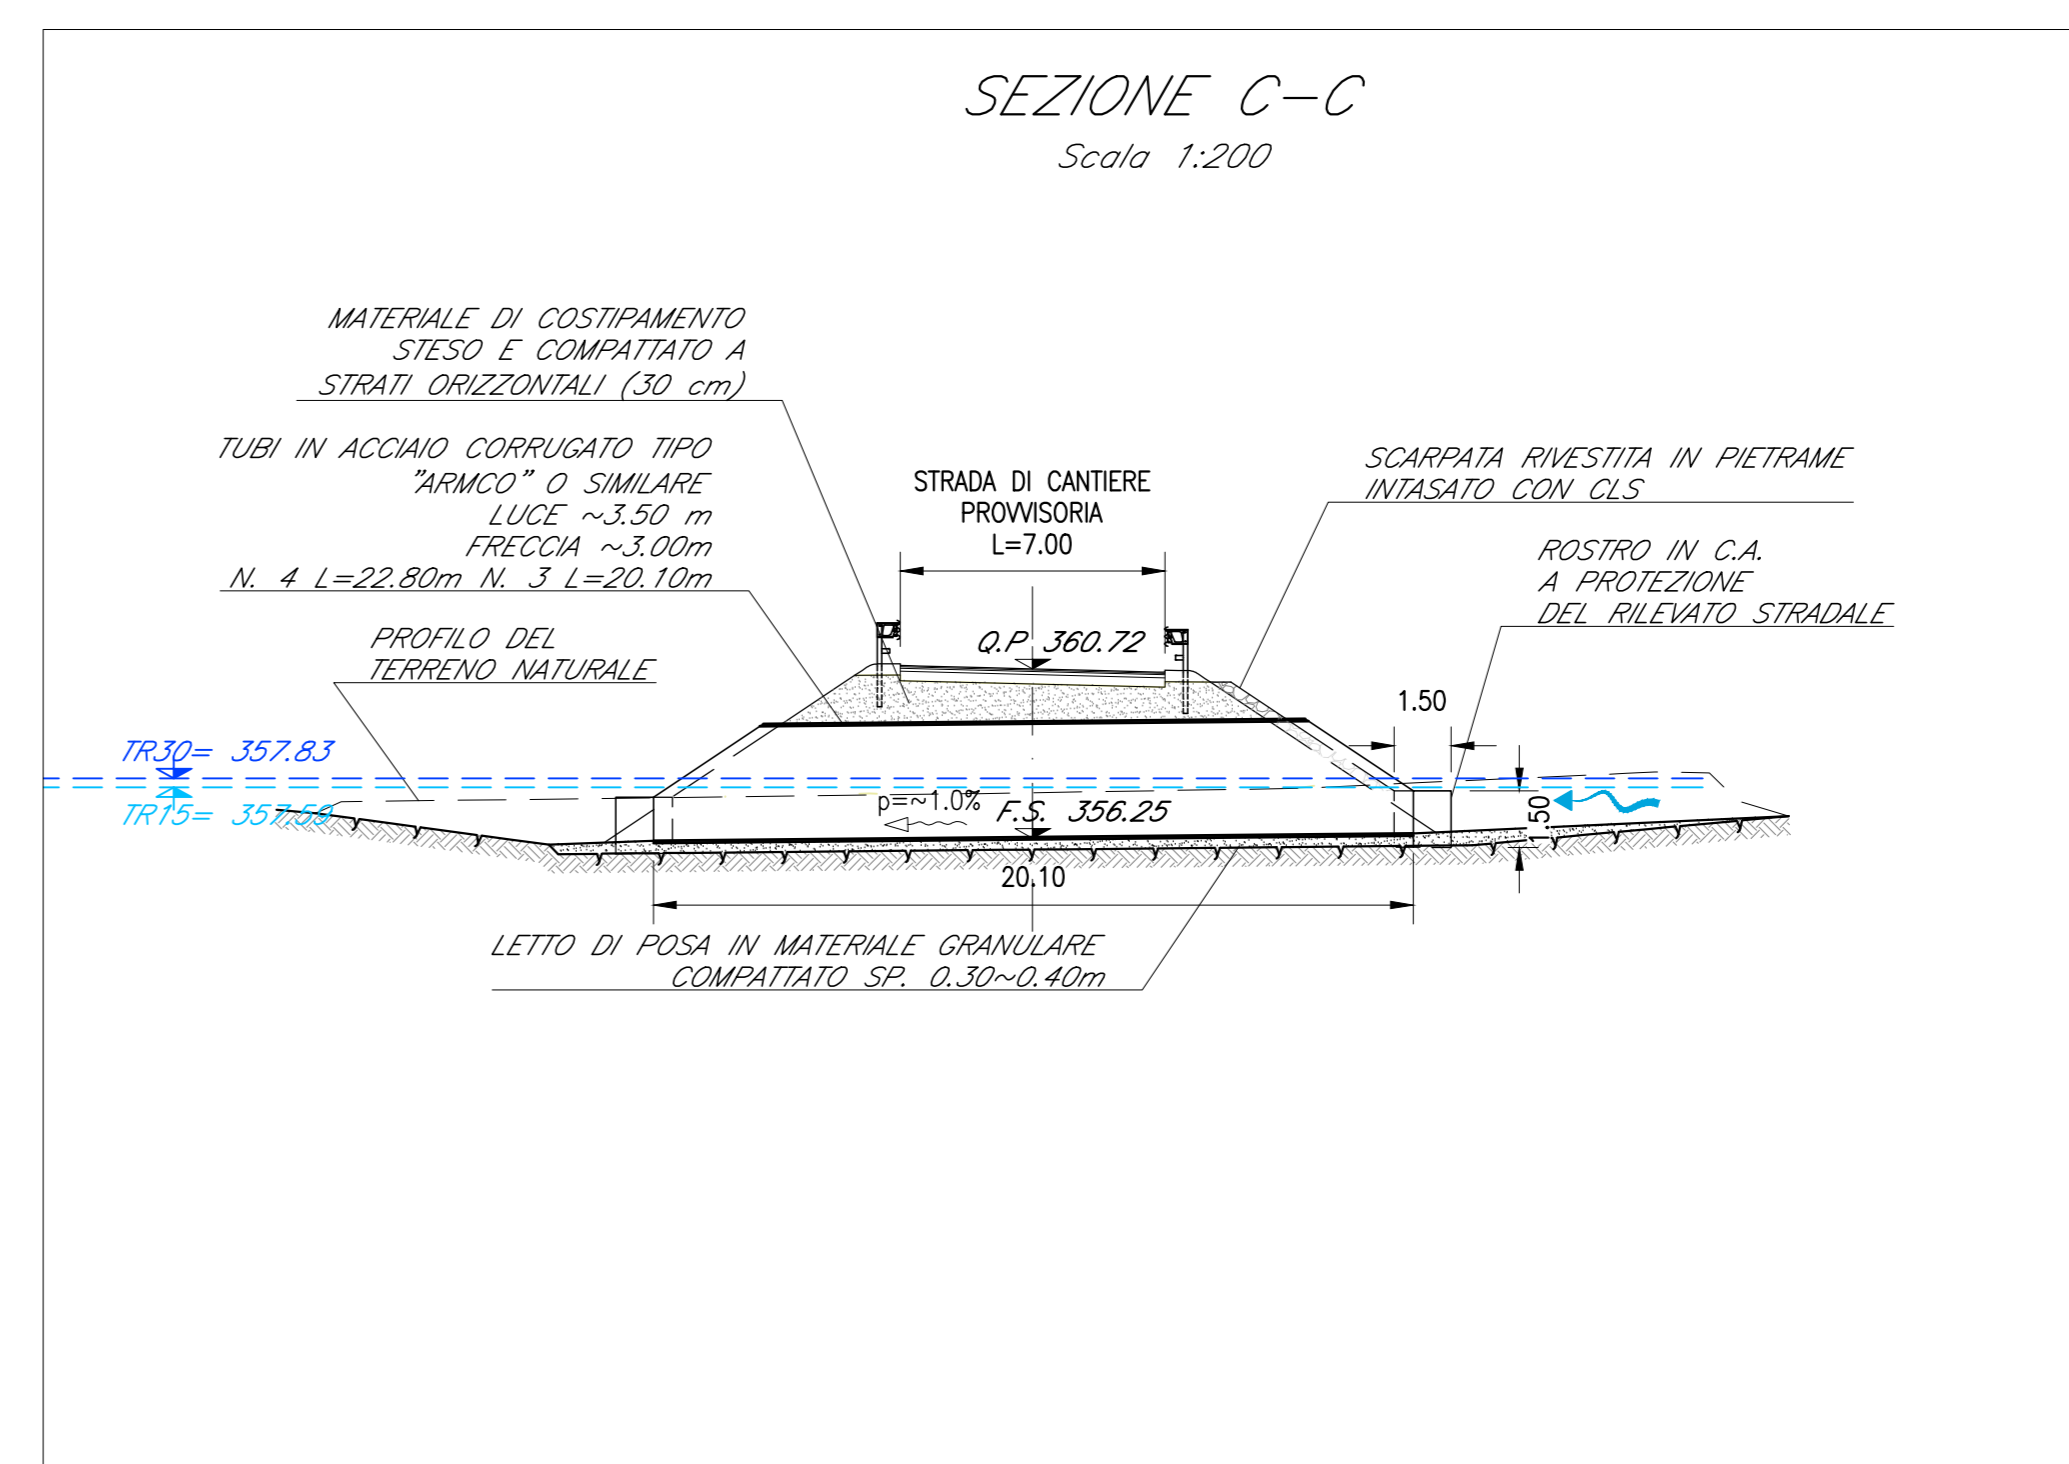 SEZIONE C-C
Scala 1:200
MATERIALE DI COSTIPAMENTO
STESO E COMPATTATO A
STRATI ORIZZONTALI (30 cm)
TUBI IN ACCIAIO CORRUGATO TIPO
"ARMCO" O SIMILARE
LUCE ~3.50 m
FRECCIA ~3.00m
N. 4 L=22.80m N. 3 L=20.10m
STRADA DI CANTIERE
PROVVISORIA
L=7.00
SCARPATA RIVESTITA IN PIETRAME
INTASATO CON CLS
ROSTRO IN C.A.
A PROTEZIONE
DEL RILEVATO STRADALE
PROFILO DEL
TERRENO NATURALE
Q.P 360.72
1.50
TR30= 357.83
TR15= 357.59
p=~1.0%
F.S. 356.25
.50
20.10
LETTO DI POSA IN MATERIALE GRANULARE
COMPATTATO SP. 0.30~0.40m